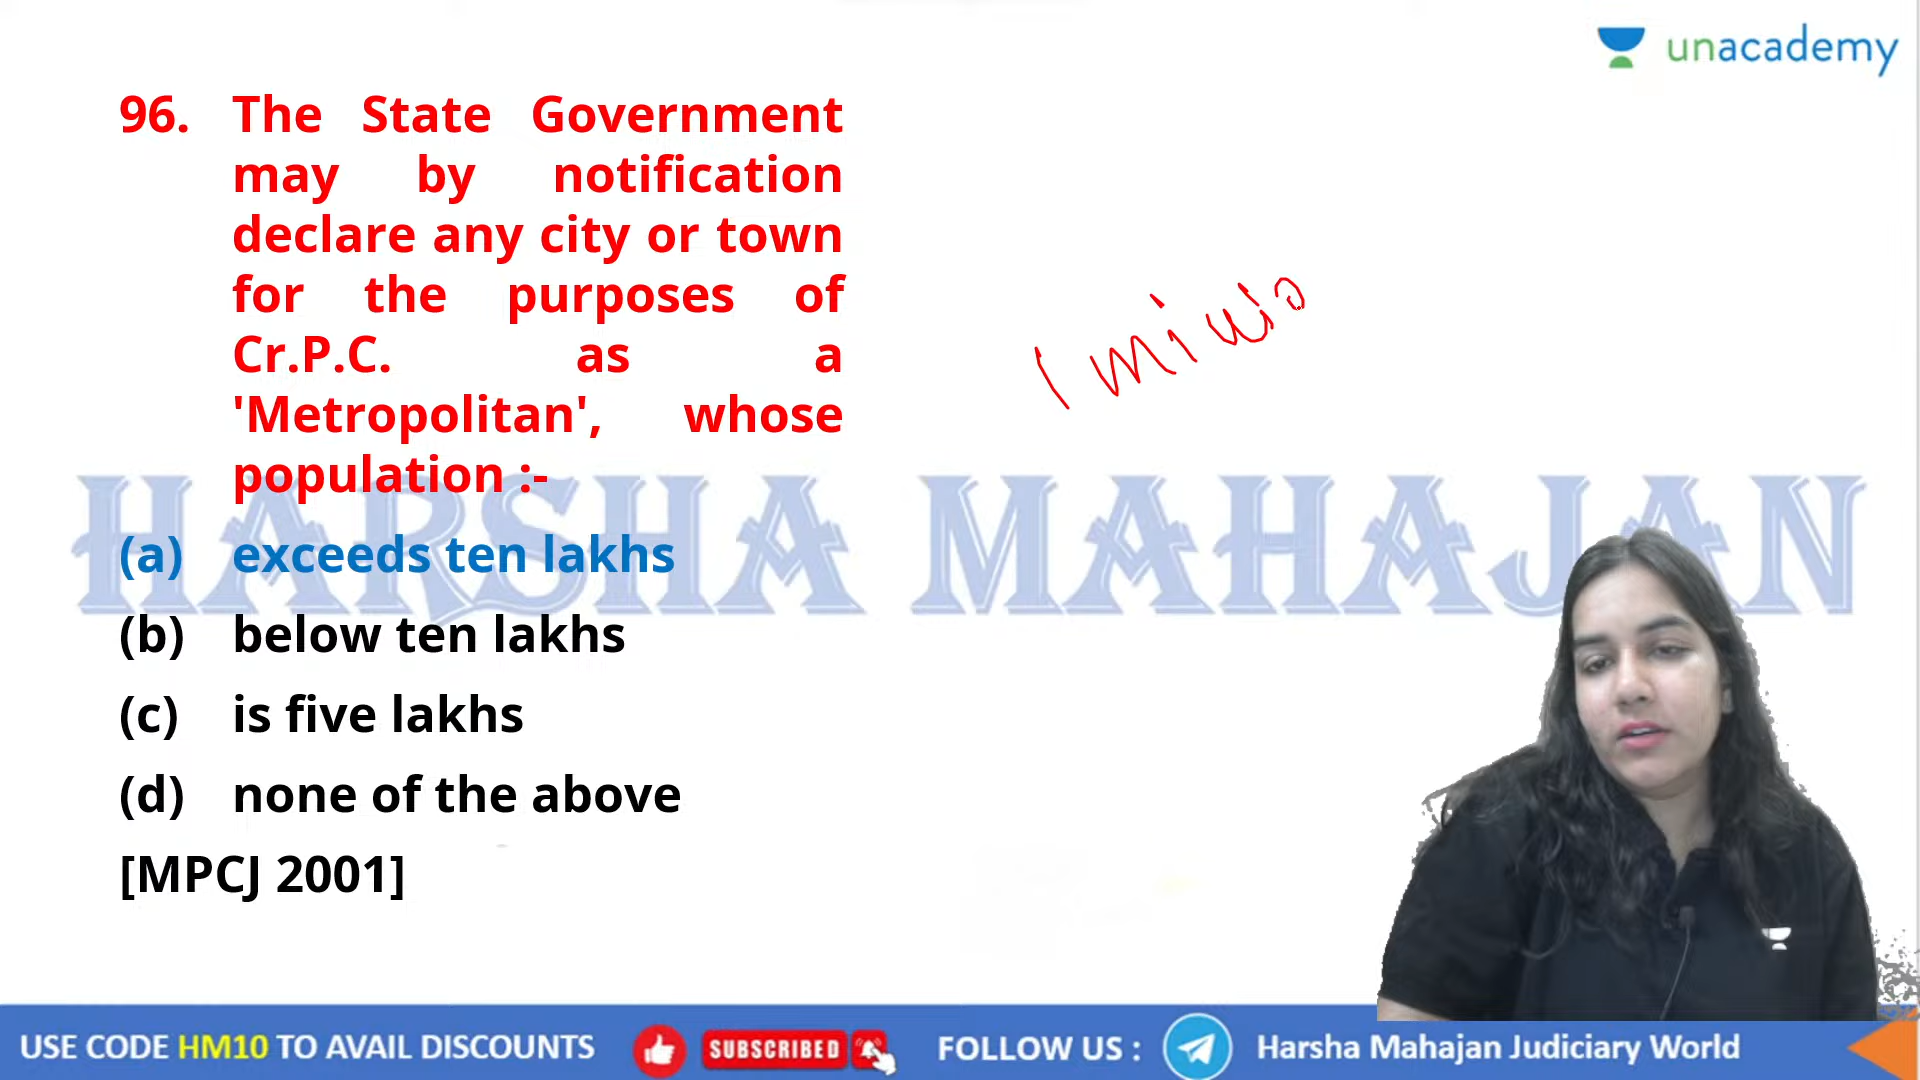 unacademy
96. The State Government
may by notification
declare any city or town
for the purposes of
Cr.P.C. as a
'Metropolitan', whose
population :-
(a) exceeds ten lakhs
(b) below ten lakhs
(c) is five lakhs
(d) none of the above
[MPCJ 2001]
1
HARSHA MAHAJAN
USE CODE HM10 TO AVAIL DISCOUNTS
SUBSCRIBED
FOLLOW US :
Harsha Mahajan Judiciary World